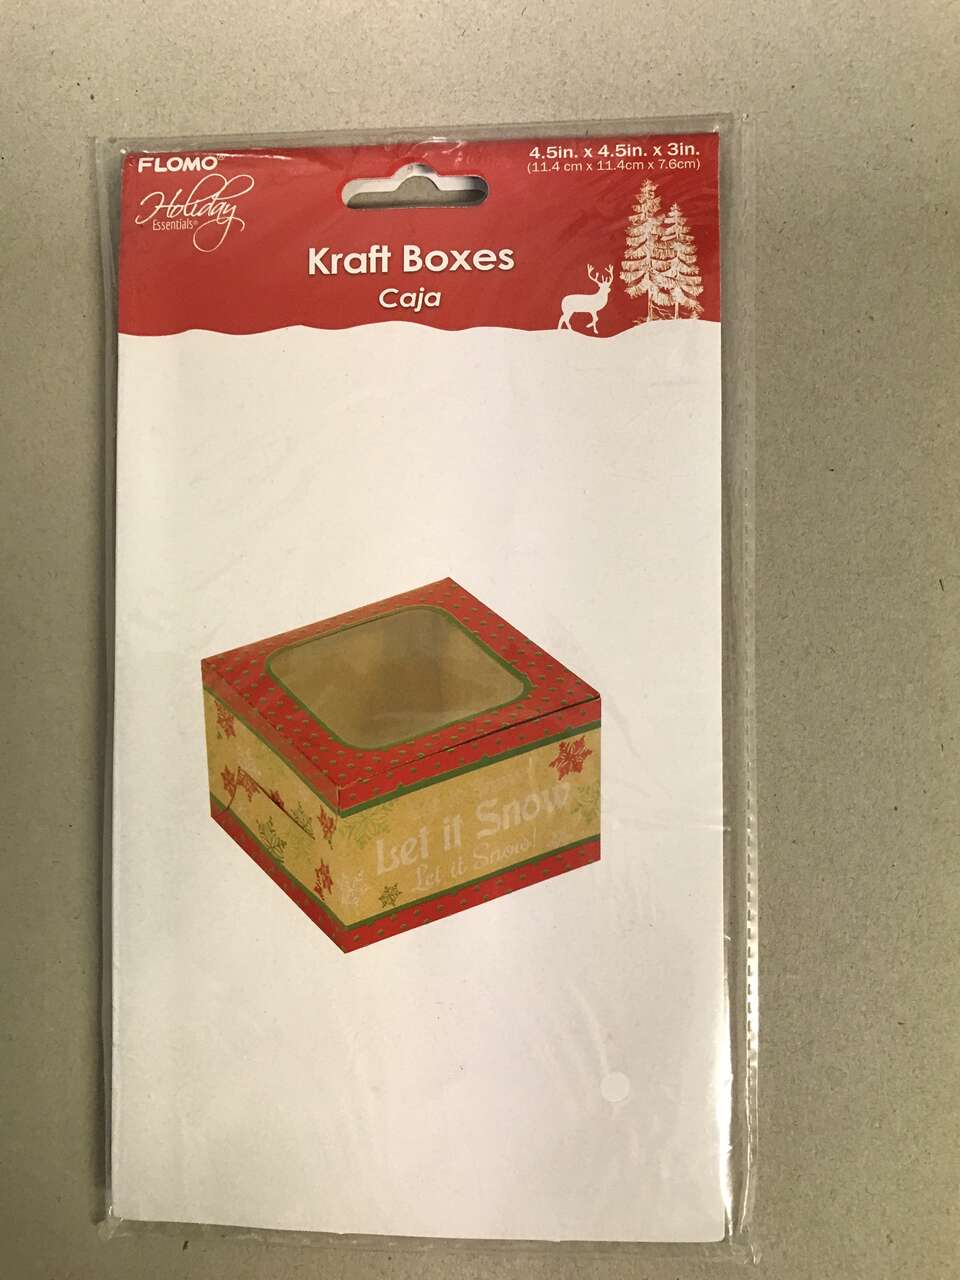 FLOMO®
Holiday
Essentials®
4.5in. x 4.5in. x 3in.
(11.4 cm x 11.4cm x 7.6cm)
Kraft Boxes
Caja
Let it Snow
Let it Snow!